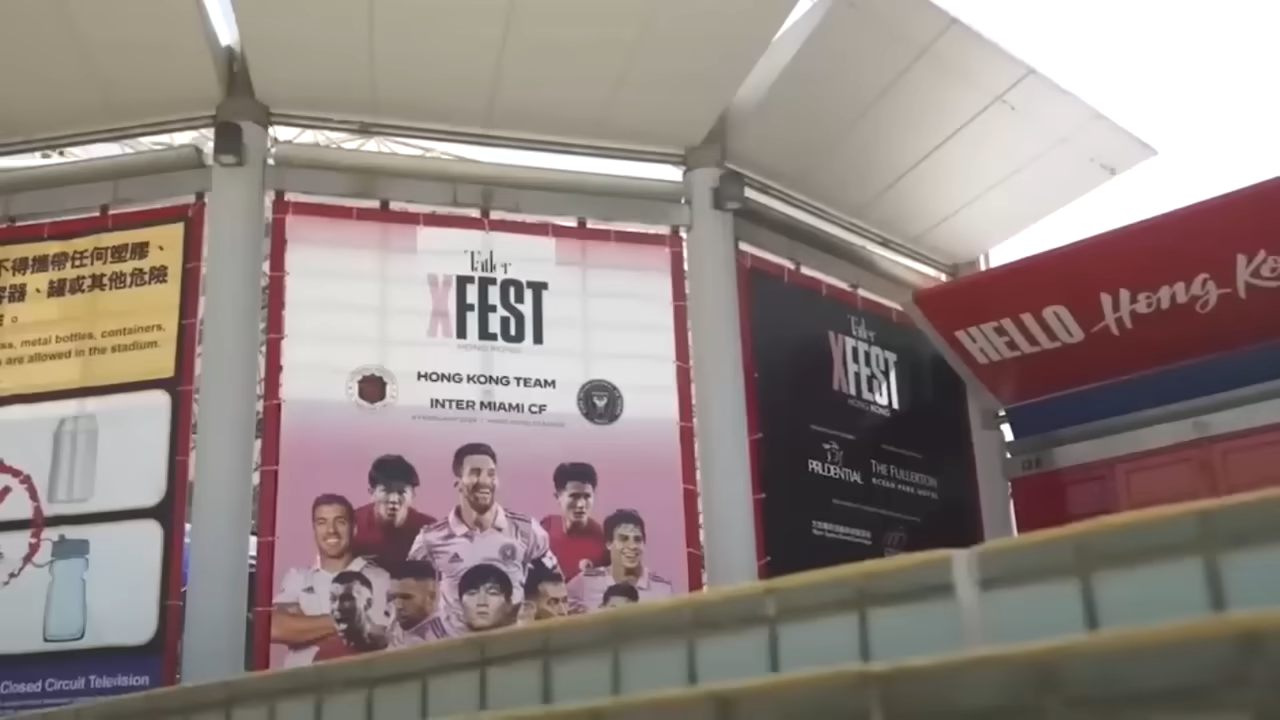 不得攜帶任何塑膠、
容器、罐或其他危險
。
metal bottles, containers,
are allowed in the stadium.
Closed Circuit Television
Tatler
XFEST
HONG KONG
HONG KONG TEAM
INTER MIAMI CF
Tatler
XFEST
HONG KONG
PRUDENTIAL
THE FULLERTON
OCEAN PARK HOTEL
HELLO Hong